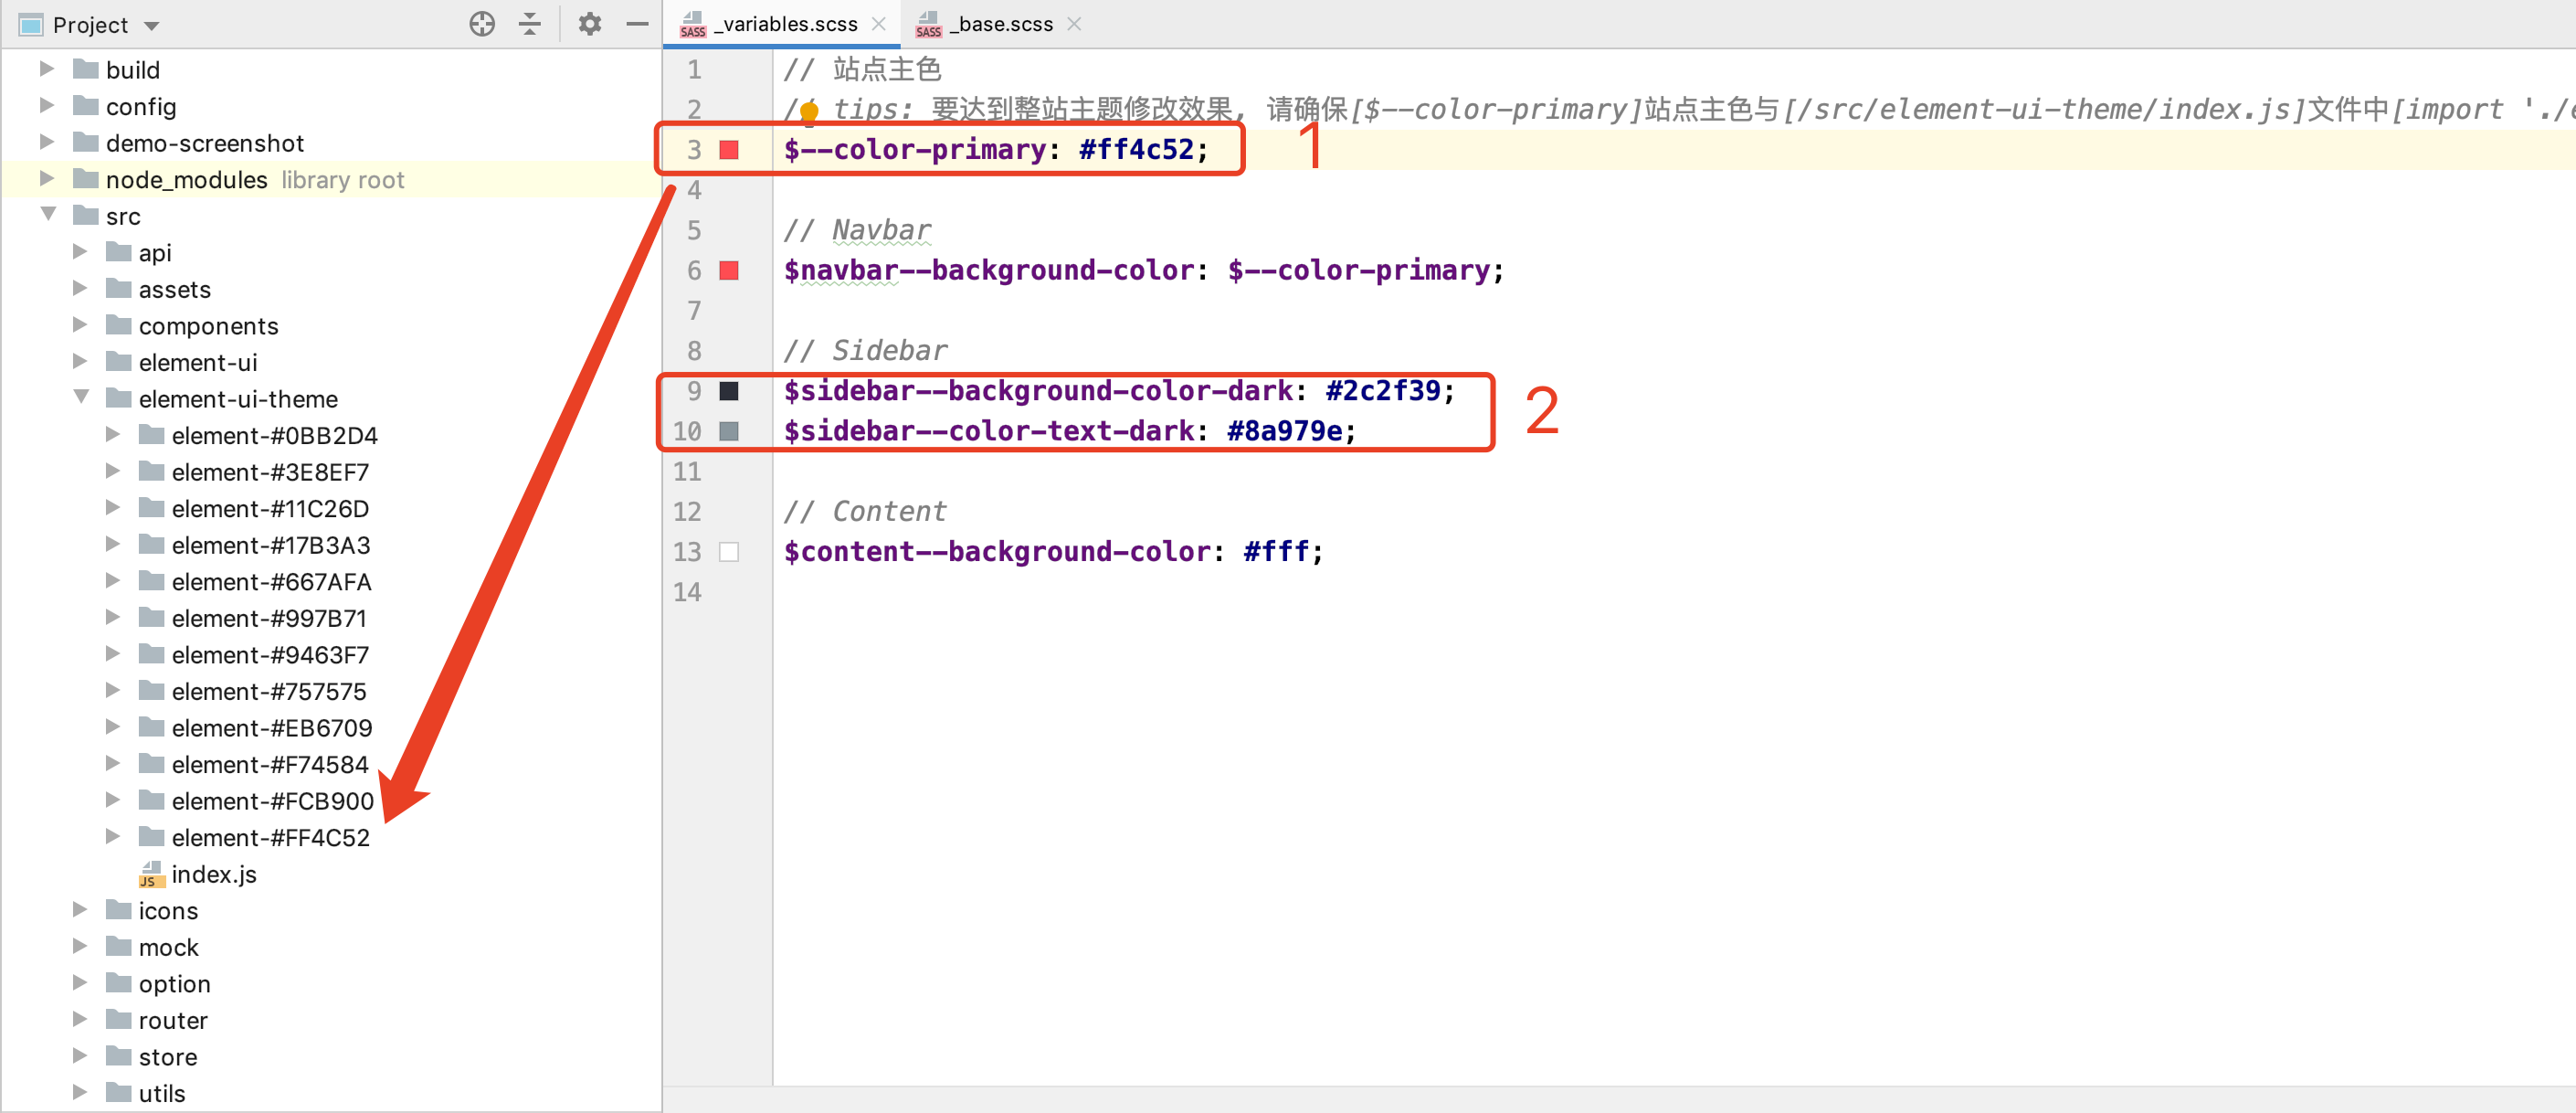 Project
_variables.scss
_base.scss
build
config
demo-screenshot
node_modules library root
src
api
assets
components
element-ui
element-ui-theme
element-#0BB2D4
element-#3E8EF7
element-#11C26D
element-#17B3A3
element-#667AFA
element-#997B71
element-#9463F7
element-#757575
element-#EB6709
element-#F74584
element-#FCB900
element-#FF4C52
JS index.js
icons
mock
option
router
store
utils
1 // 站点主色
2 // tips: 要达到整站主题修改效果, 请确保[$--color-primary]站点主色与[/src/element-ui-theme/index.js]文件中[import './e
3 $--color-primary: #ff4c52;
1
4
5 // Navbar
6 $navbar--background-color: $--color-primary;
7
8 // Sidebar
9 $sidebar--background-color-dark: #2c2f39;
10 $sidebar--color-text-dark: #8a979e;
2
11
12 // Content
13 $content--background-color: #fff;
14